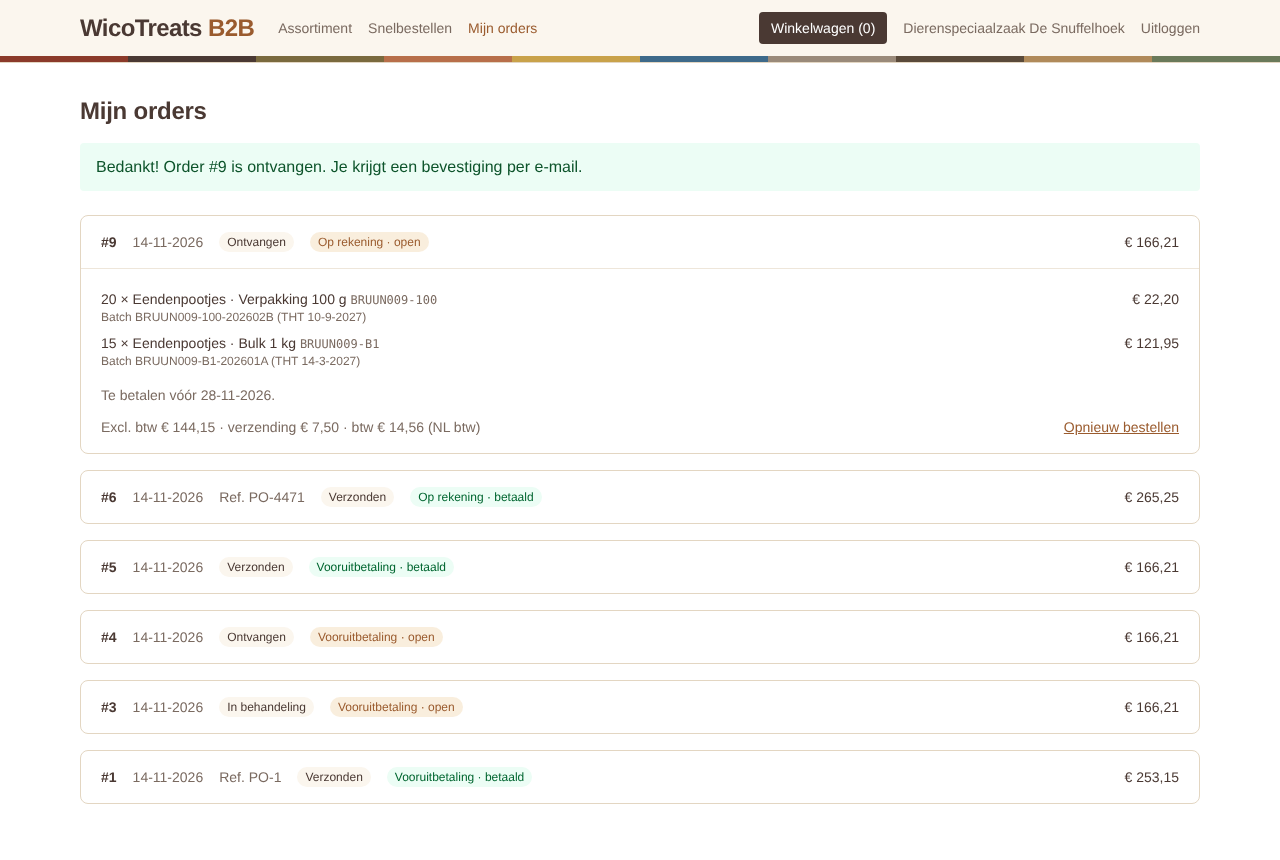 WicoTreats B2B Assortiment Snelbestellen Mijn orders Winkelwagen (0) Dierenspeciaalzaak De Snuffelhoek Uitloggen
Mijn orders
Bedankt! Order #9 is ontvangen. Je krijgt een bevestiging per e-mail.
#9 14-11-2026 Ontvangen Op rekening · open € 166,21
20 × Eendenpootjes · Verpakking 100 g BRUUN009-100 € 22,20
Batch BRUUN009-100-202602B (THT 10-9-2027)
15 × Eendenpootjes · Bulk 1 kg BRUUN009-B1 € 121,95
Batch BRUUN009-B1-202601A (THT 14-3-2027)
Te betalen vóór 28-11-2026.
Excl. btw € 144,15 · verzending € 7,50 · btw € 14,56 (NL btw) Opnieuw bestellen
#6 14-11-2026 Ref. PO-4471 Verzonden Op rekening · betaald € 265,25
#5 14-11-2026 Verzonden Vooruitbetaling · betaald € 166,21
#4 14-11-2026 Ontvangen Vooruitbetaling · open € 166,21
#3 14-11-2026 In behandeling Vooruitbetaling · open € 166,21
#1 14-11-2026 Ref. PO-1 Verzonden Vooruitbetaling · betaald € 253,15